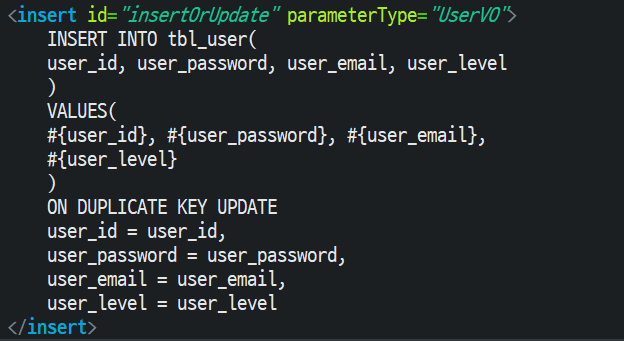 <insert id="insertOrUpdate" parameterType="UserVO">
INSERT INTO tbl_user(
user_id, user_password, user_email, user_level
)
VALUES(
#{user_id}, #{user_password}, #{user_email},
#{user_level}
)
ON DUPLICATE KEY UPDATE
user_id = user_id,
user_password = user_password,
user_email = user_email,
user_level = user_level
</insert>